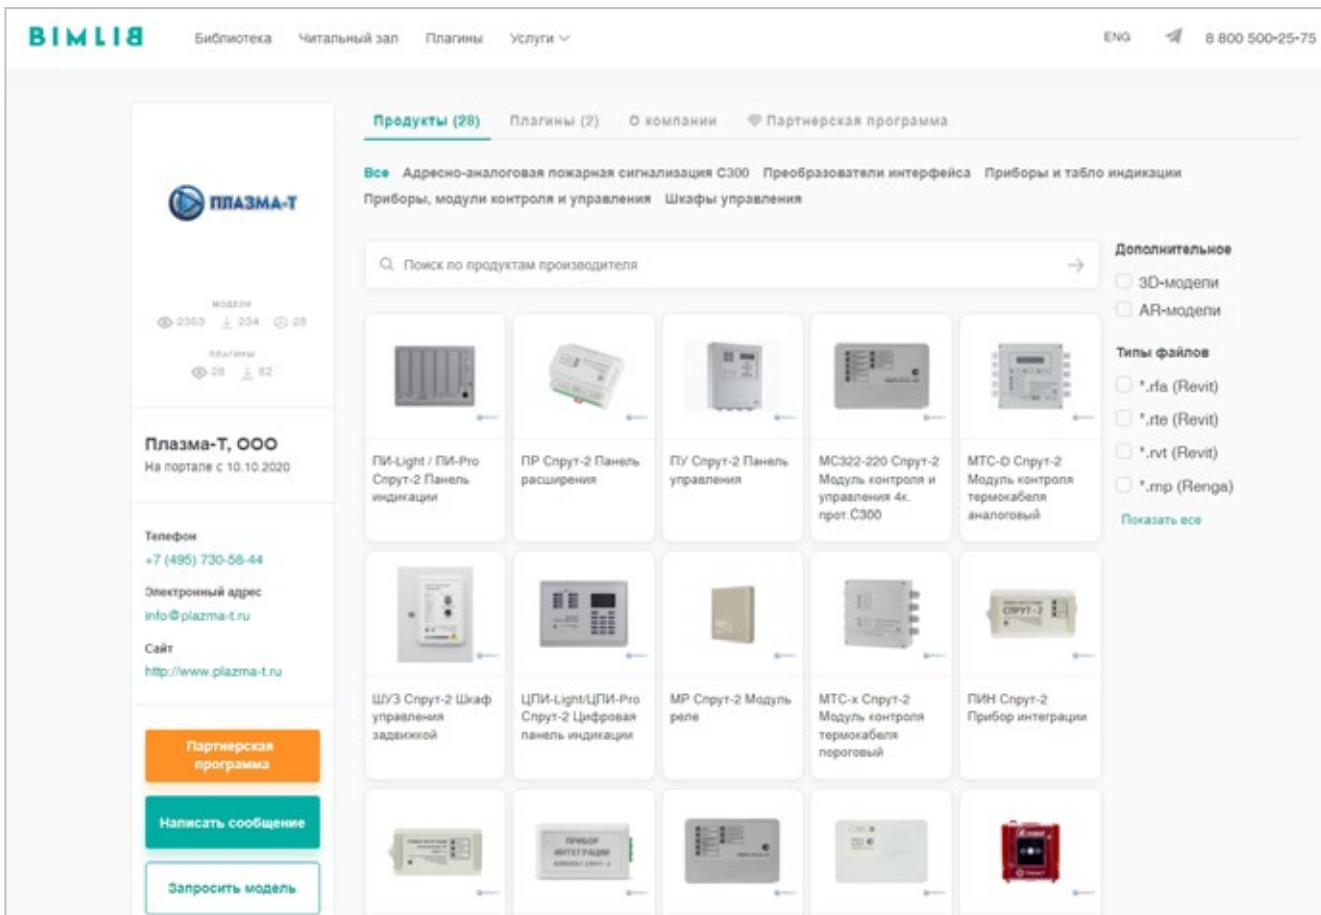 BIMLIB
Библиотека Читальный зал Плагины Услуги
ENG 8 800 500-25-75
ПЛАЗМА-Т
модели
2363 234 28
плагины
28 82
Плазма-Т, ООО
На портале с 10.10.2020
Телефон
+7 (495) 730-58-44
Электронный адрес
info@plazma-t.ru
Сайт
http://www.plazma-t.ru
Партнерская
программа
Написать сообщение
Запросить модель
Продукты (28) Плагины (2) О компании Партнерская программа
Все Адресно-аналоговая пожарная сигнализация С300 Преобразователи интерфейса Приборы и табло индикации
Приборы, модули контроля и управления Шкафы управления
Поиск по продуктам производителя
ПИ-Light / ПИ-Pro
Спрут-2 Панель
индикации
ПР Спрут-2 Панель
расширения
ПУ Спрут-2 Панель
управления
МС322-220 Спрут-2
Модуль контроля и
управления 4к.
прот.С300
МТС-D Спрут-2
Модуль контроля
термокабеля
аналоговый
СПРУТ-2
ШУЗ Спрут-2 Шкаф
управления
задвижкой
ЦПИ-Light/ЦПИ-Pro
Спрут-2 Цифровая
панель индикации
МР Спрут-2 Модуль
реле
МТС-x Спрут-2
Модуль контроля
термокабеля
пороговый
ПИН Спрут-2
Прибор интеграции
ПРИБОР
ИНТЕГРАЦИИ
Дополнительное
3D-модели
AR-модели
Типы файлов
*.rfa (Revit)
*.rte (Revit)
*.rvt (Revit)
*.rnp (Renga)
Показать все